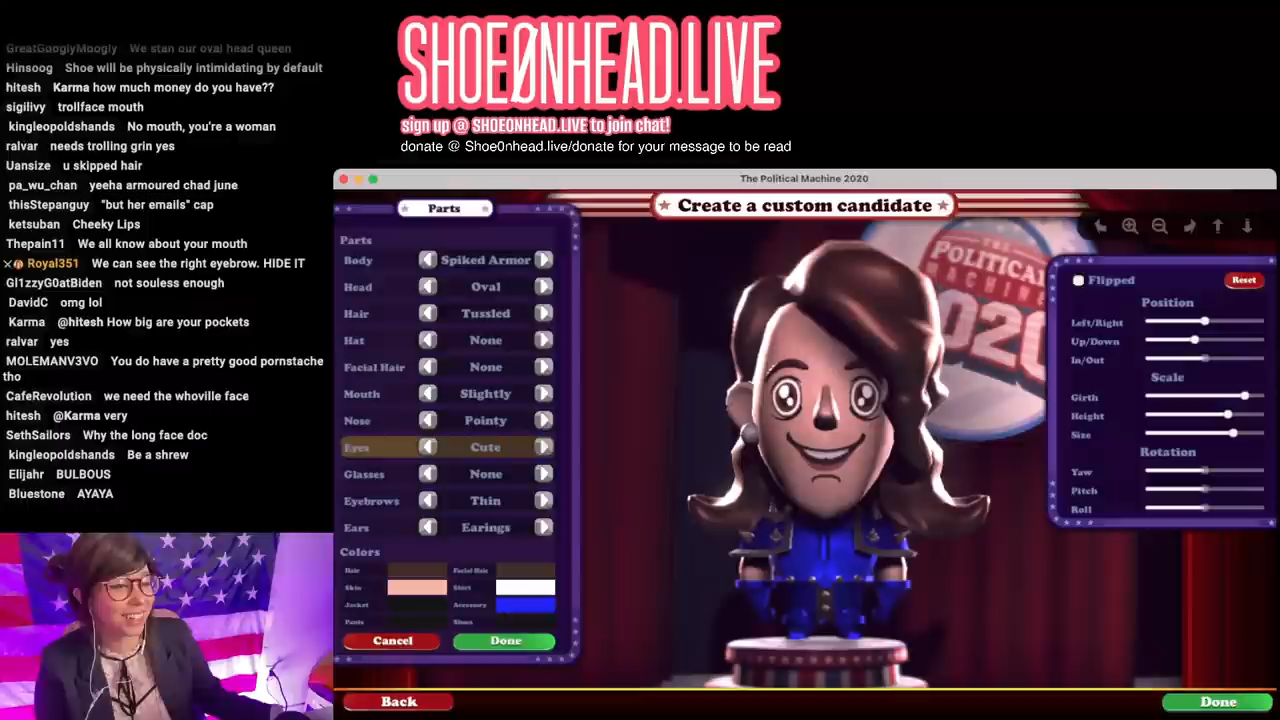 GreatGooglyMoogly We stan our oval head queen
Hinsoog Shoe will be physically intimidating by default
hitesh Karma how much money do you have??
sigilivy trollface mouth
kingleopoldshands No mouth, you're a woman
ralvar needs trolling grin yes
Uansize u skipped hair
pa_wu_chan yeeha armoured chad june
thisStepanguy "but her emails" cap
ketsuban Cheeky Lips
Thepain11 We all know about your mouth
Royal351 We can see the right eyebrow. HIDE IT
Gl1zzyG0atBiden not souless enough
DavidC omg lol
Karma @hitesh How big are your pockets
ralvar yes
MOLEMANV3VO You do have a pretty good pornstache
tho
CafeRevolution we need the whoville face
hitesh @Karma very
SethSailors Why the long face doc
kingleopoldshands Be a shrew
Elijahr BULBOUS
Bluestone AYAYA
SHOEØNHEAD.LIVE
sign up @ SHOE0NHEAD.LIVE to join chat!
donate @ Shoe0nhead.live/donate for your message to be read
The Political Machine 2020
Create a custom candidate
Parts
Parts
Body Spiked Armor
Head Oval
Hair Tussled
Hat None
Facial Hair None
Mouth Slightly
Nose Pointy
Eyes Cute
Glasses None
Eyebrows Thin
Ears Earings
Colors
Hair Facial Hair
Skin Shirt
Jacket Accessory
Pants Shoes
Cancel Done
THE
POLITICAL
MACHINE
2020
Flipped Reset
Position
Left/Right
Up/Down
In/Out
Scale
Girth
Height
Size
Rotation
Yaw
Pitch
Roll
Back Done